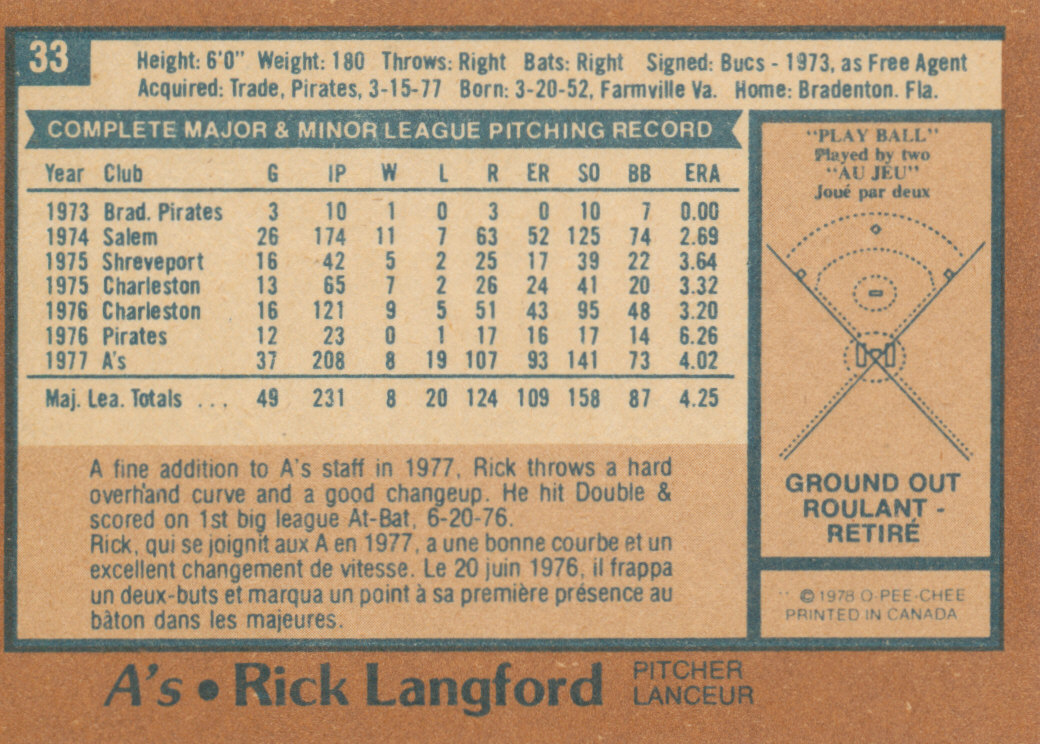 33
Height: 6'0" Weight: 180 Throws: Right Bats: Right Signed: Bucs - 1973, as Free Agent
Acquired: Trade, Pirates, 3-15-77 Born: 3-20-52, Farmville Va. Home: Bradenton. Fla.
COMPLETE MAJOR & MINOR LEAGUE PITCHING RECORD
Year Club G IP W L R ER SO BB ERA
1973 Brad. Pirates 3 10 1 0 3 0 10 7 0.00
1974 Salem 26 174 11 7 63 52 125 74 2.69
1975 Shreveport 16 42 5 2 25 17 39 22 3.64
1975 Charleston 13 65 7 2 26 24 41 20 3.32
1976 Charleston 16 121 9 5 51 43 95 48 3.20
1976 Pirates 12 23 0 1 17 16 17 14 6.26
1977 A's 37 208 8 19 107 93 141 73 4.02
Maj. Lea. Totals ... 49 231 8 20 124 109 158 87 4.25
A fine addition to A's staff in 1977, Rick throws a hard
overhand curve and a good changeup. He hit Double &
scored on 1st big league At-Bat, 6-20-76.
Rick, qui se joignit aux A en 1977, a une bonne courbe et un
excellent changement de vitesse. Le 20 juin 1976, il frappa
un deux-buts et marqua un point à sa première présence au
bâton dans les majeures.
"PLAY BALL"
Played by two
"AU JEU"
Joué par deux
GROUND OUT
ROULANT -
RETIRÉ
© 1978 O-PEE-CHEE
PRINTED IN CANADA
A's • Rick Langford
PITCHER
LANCEUR